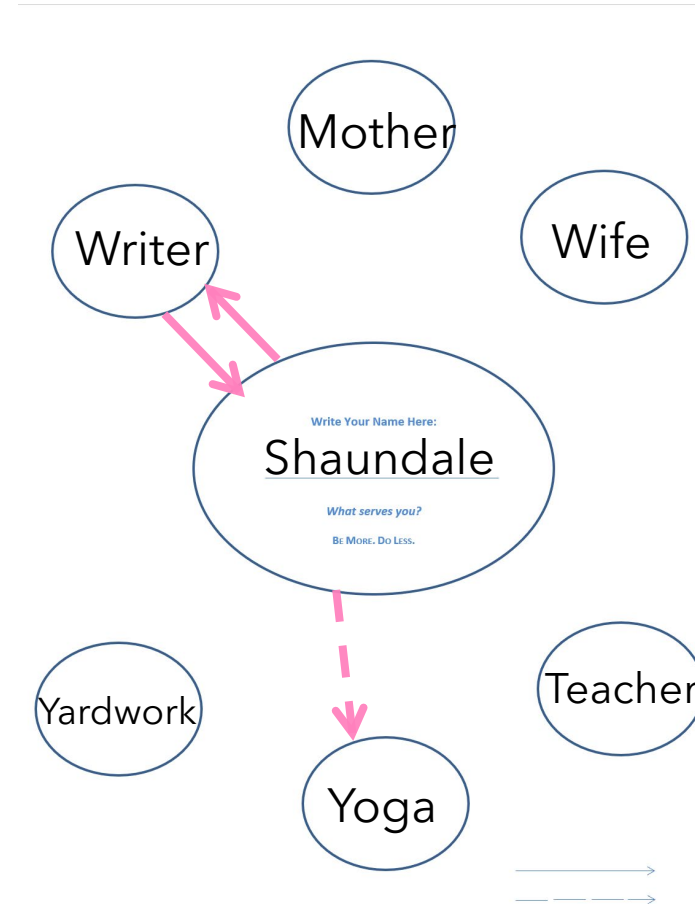 Mother
Wife
Writer
Write Your Name Here:
Shaundale
What serves you?
BE MORE. DO LESS.
Teacher
Yardwork
Yoga